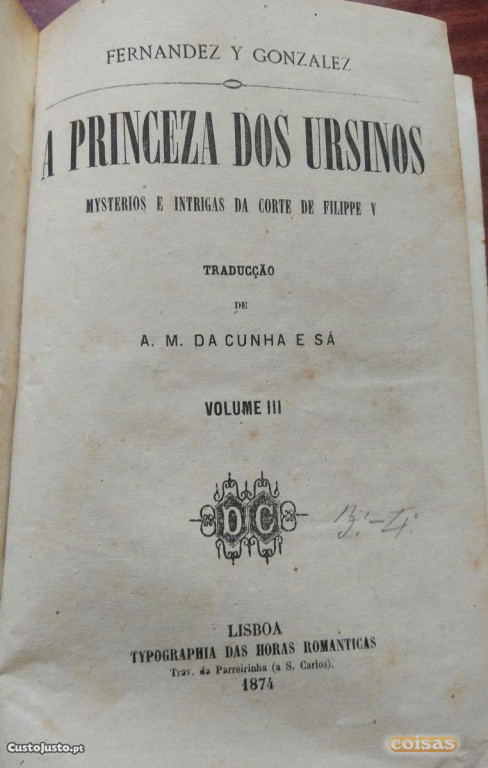 FERNANDEZ Y GONZALEZ
A PRINCEZA DOS URSINOS
MYSTERIOS E INTRIGAS DA CORTE DE FILIPPE V
TRADUCÇÃO
DE
A. M. DA CUNHA E SÁ
VOLUME III
DC
LISBOA
TYPOGRAPHIA DAS HORAS ROMANTICAS
Trav. da Parreirinha (a S. Carlos).
1874
CustoJusto.pt
coisas